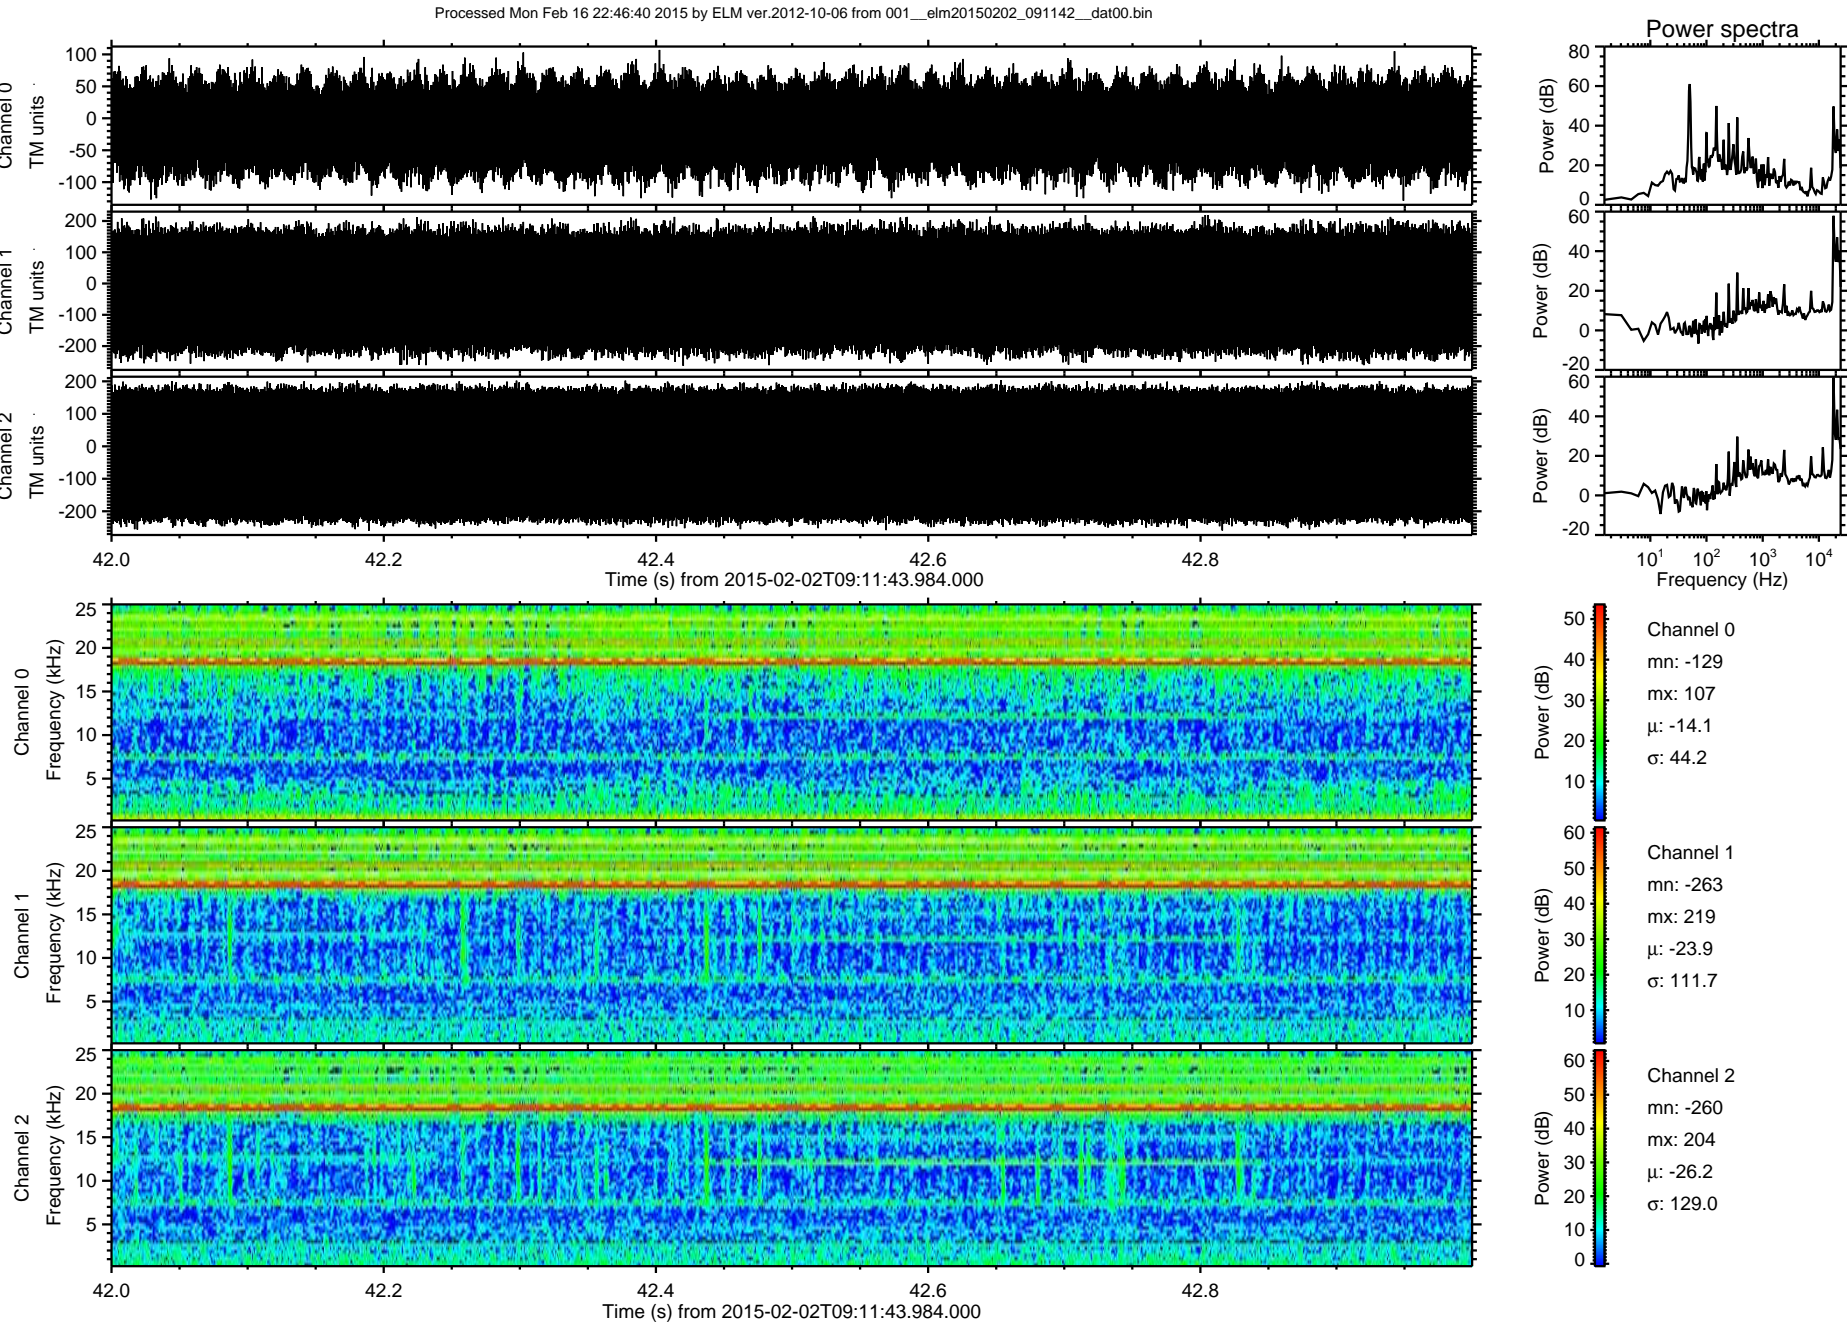 Processed Mon Feb 16 22:46:40 2015 by ELM ver.2012-10-06 from 001__elm20150202_091142__dat00.bin
Power spectra
Channel 0
TM units
100
50
0
-50
-100
Power (dB)
80
60
40
20
0
Channel 1
TM units
200
100
0
-100
-200
Power (dB)
60
40
20
0
-20
Channel 2
TM units
200
100
0
-100
-200
Power (dB)
60
40
20
0
-20
42.0 42.2 42.4 42.6 42.8
Time (s) from 2015-02-02T09:11:43.984.000
10^1 10^2 10^3 10^4
Frequency (Hz)
Channel 0
Frequency (kHz)
25
20
15
10
5
Power (dB)
50
40
30
20
10
Channel 0
mn: -129
mx: 107
μ: -14.1
σ: 44.2
Channel 1
Frequency (kHz)
25
20
15
10
5
Power (dB)
60
50
40
30
20
10
Channel 1
mn: -263
mx: 219
μ: -23.9
σ: 111.7
Channel 2
Frequency (kHz)
25
20
15
10
5
Power (dB)
60
50
40
30
20
10
0
Channel 2
mn: -260
mx: 204
μ: -26.2
σ: 129.0
42.0 42.2 42.4 42.6 42.8
Time (s) from 2015-02-02T09:11:43.984.000